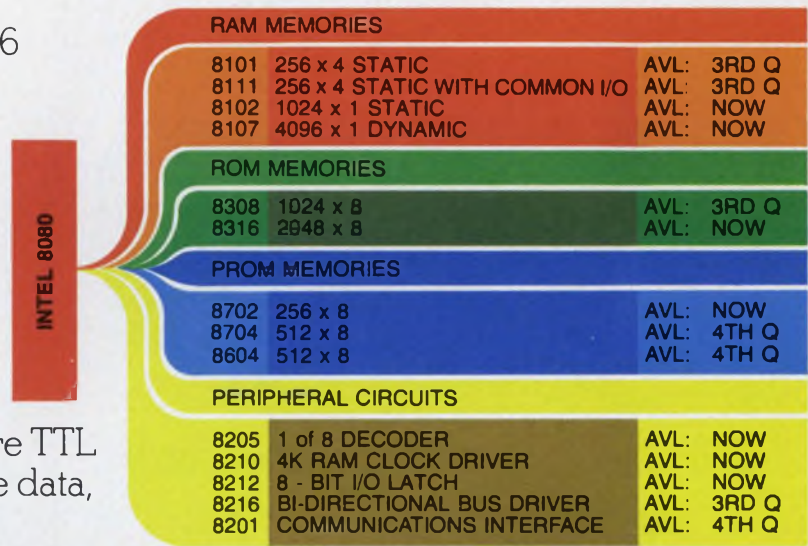 6
INTEL 8080
RAM MEMORIES
8101 256 x 4 STATIC AVL: 3RD Q
8111 256 x 4 STATIC WITH COMMON I/O AVL: 3RD Q
8102 1024 x 1 STATIC AVL: NOW
8107 4096 x 1 DYNAMIC AVL: NOW
ROM MEMORIES
8308 1024 x 8 AVL: 3RD Q
8316 2048 x 8 AVL: NOW
PROM MEMORIES
8702 256 x 8 AVL: NOW
8704 512 x 8 AVL: 4TH Q
8604 512 x 8 AVL: 4TH Q
PERIPHERAL CIRCUITS
8205 1 of 8 DECODER AVL: NOW
8210 4K RAM CLOCK DRIVER AVL: NOW
8212 8 - BIT I/O LATCH AVL: NOW
8216 BI-DIRECTIONAL BUS DRIVER AVL: 3RD Q
8201 COMMUNICATIONS INTERFACE AVL: 4TH Q
re TTL
e data,